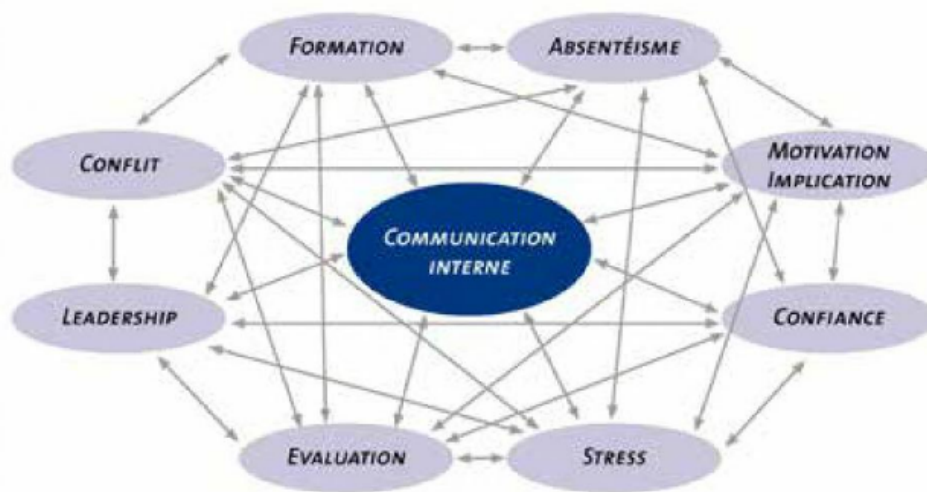 FORMATION
ABSENTÉISME
CONFLIT
MOTIVATION
IMPLICATION
COMMUNICATION
INTERNE
LEADERSHIP
CONFIANCE
EVALUATION
STRESS